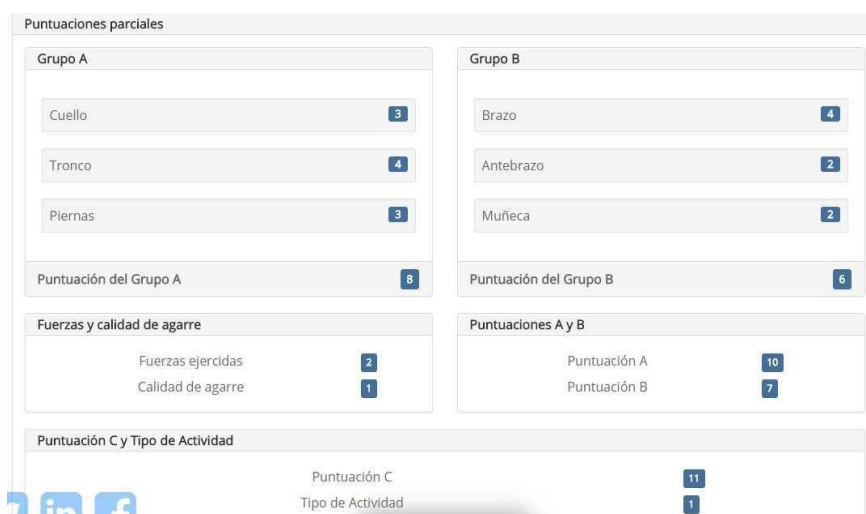 Puntuaciones parciales
Grupo A
Cuello 3
Tronco 4
Piernas 3
Puntuación del Grupo A 8
Grupo B
Brazo 4
Antebrazo 2
Muñeca 2
Puntuación del Grupo B 6
Fuerzas y calidad de agarre
Fuerzas ejercidas 2
Calidad de agarre 1
Puntuaciones A y B
Puntuación A 10
Puntuación B 7
Puntuación C y Tipo de Actividad
Puntuación C 11
Tipo de Actividad 1
in f